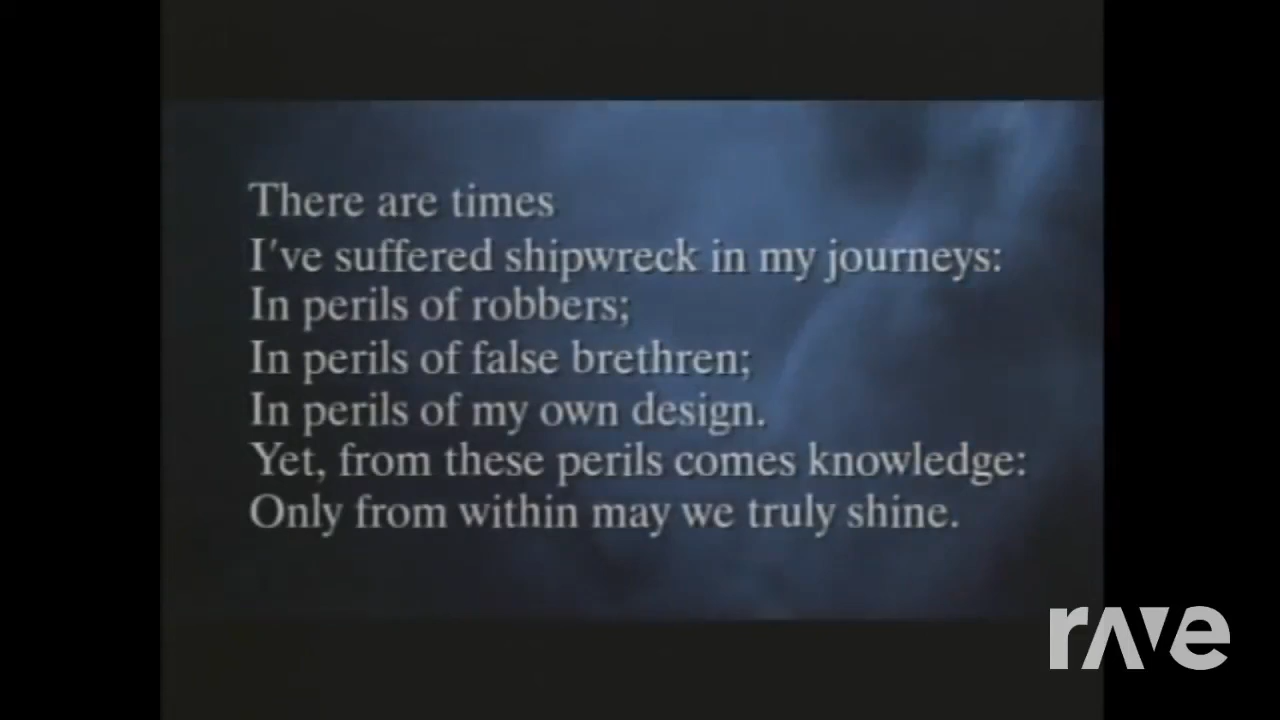 There are times
I've suffered shipwreck in my journeys:
In perils of robbers;
In perils of false brethren;
In perils of my own design.
Yet, from these perils comes knowledge:
Only from within may we truly shine.
rave